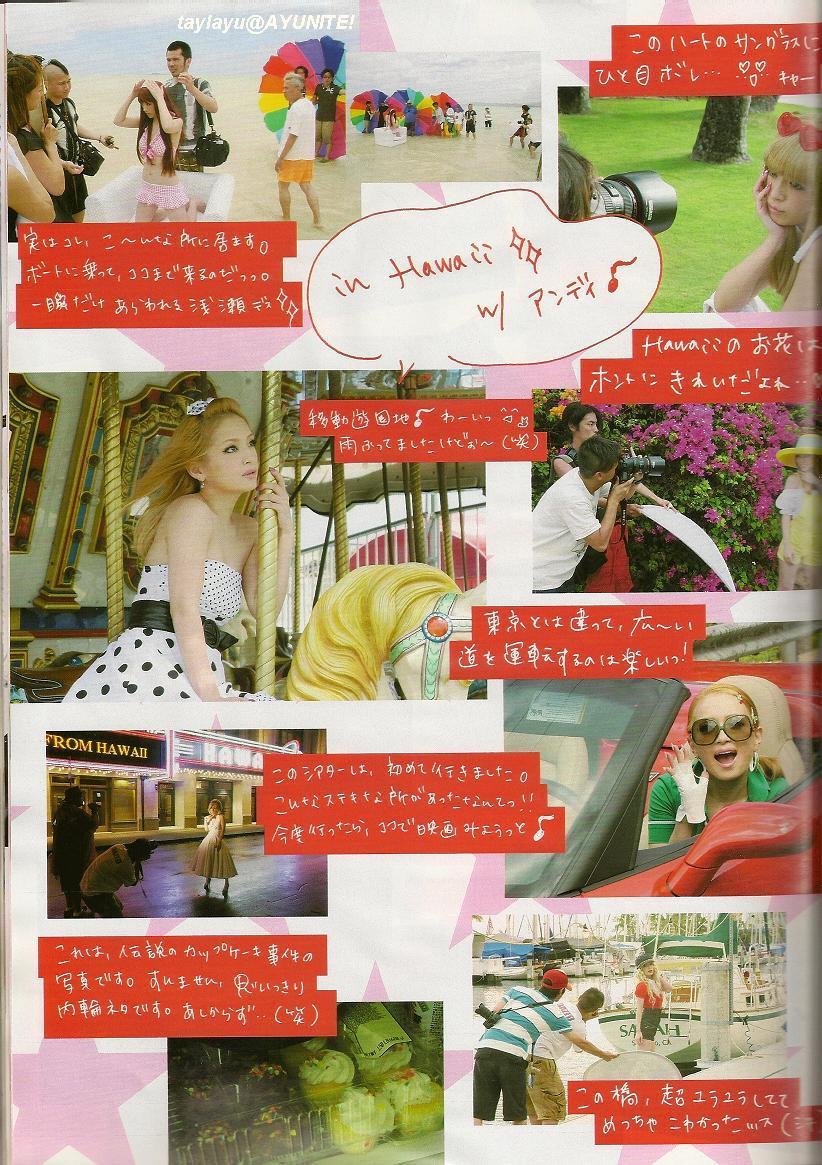 taylayu@AYUNITE!
このハートのサングラスに
ひと目ボレ… キャー
実はコレ、こ〜んな所に居ます。
ボートに乗って、ココまで来るのだっっ。
一瞬だけあらわれる浅瀬デス
in Hawaii
w/ アンディ♪
Hawaiiのお花は
ホントにきれいだよね…
移動遊園地♪ わーいっ
雨ふってましたけどぉ〜(笑)
東京とは違って、広〜い
道を運転するのは楽しいっ!
FROM HAWAII
このシアターは、初めて行きました。
こんなステキな所があったなんてっ!!
今度行ったら、ココで映画みようっと♪
これは、伝説のカップケーキ事件の
写真です。すいません、思いっきり
内輪ネタです。あしからず…(笑)
SARAH
CA
この橋、超ユラユラしてて
めっちゃこわかったッス